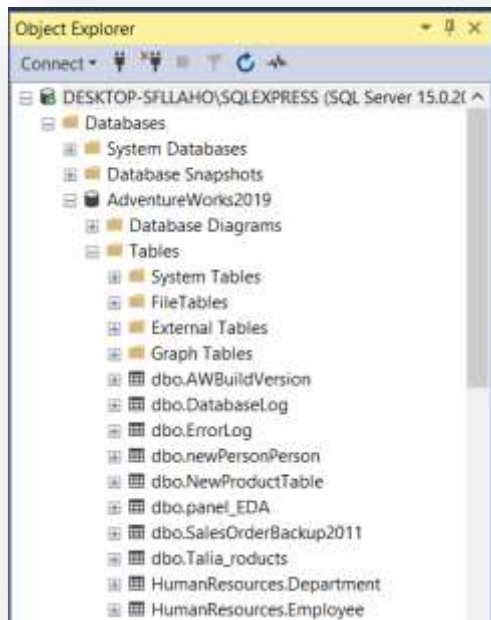 Object Explorer
Connect
DESKTOP-SFLLAHO\SQLEXPRESS (SQL Server 15.0.2(
Databases
System Databases
Database Snapshots
AdventureWorks2019
Database Diagrams
Tables
System Tables
FileTables
External Tables
Graph Tables
dbo.AWBuildVersion
dbo.DatabaseLog
dbo.ErrorLog
dbo.newPersonPerson
dbo.NewProductTable
dbo.panel_EDA
dbo.SalesOrderBackup2011
dbo.Talia_roducts
HumanResources.Department
HumanResources.Employee